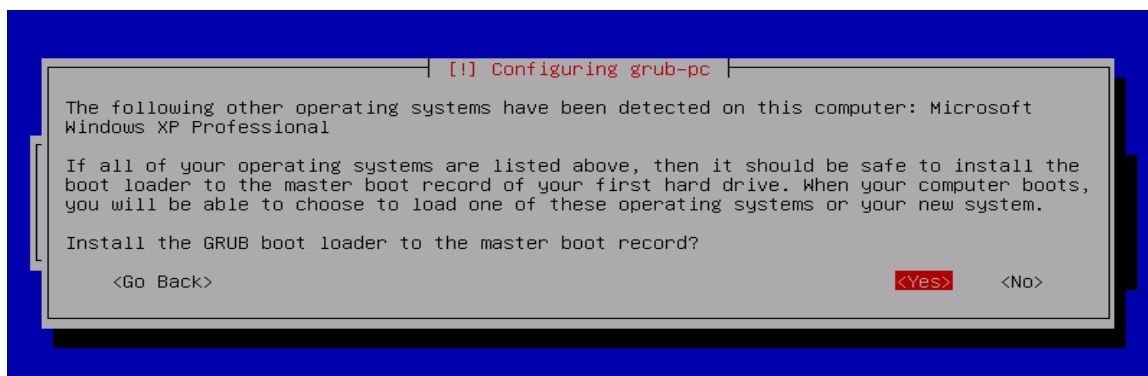 [!] Configuring grub-pc
The following other operating systems have been detected on this computer: Microsoft
Windows XP Professional
If all of your operating systems are listed above, then it should be safe to install the
boot loader to the master boot record of your first hard drive. When your computer boots,
you will be able to choose to load one of these operating systems or your new system.
Install the GRUB boot loader to the master boot record?
<Go Back> <Yes> <No>